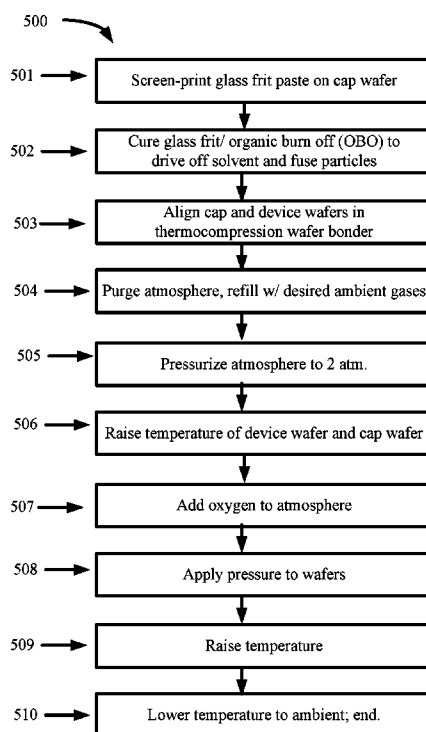 500
501
Screen-print glass frit paste on cap wafer
502
Cure glass frit/ organic burn off (OBO) to
drive off solvent and fuse particles
503
Align cap and device wafers in
thermocompression wafer bonder
504
Purge atmosphere, refill w/ desired ambient gases
505
Pressurize atmosphere to 2 atm.
506
Raise temperature of device wafer and cap wafer
507
Add oxygen to atmosphere
508
Apply pressure to wafers
509
Raise temperature
510
Lower temperature to ambient; end.